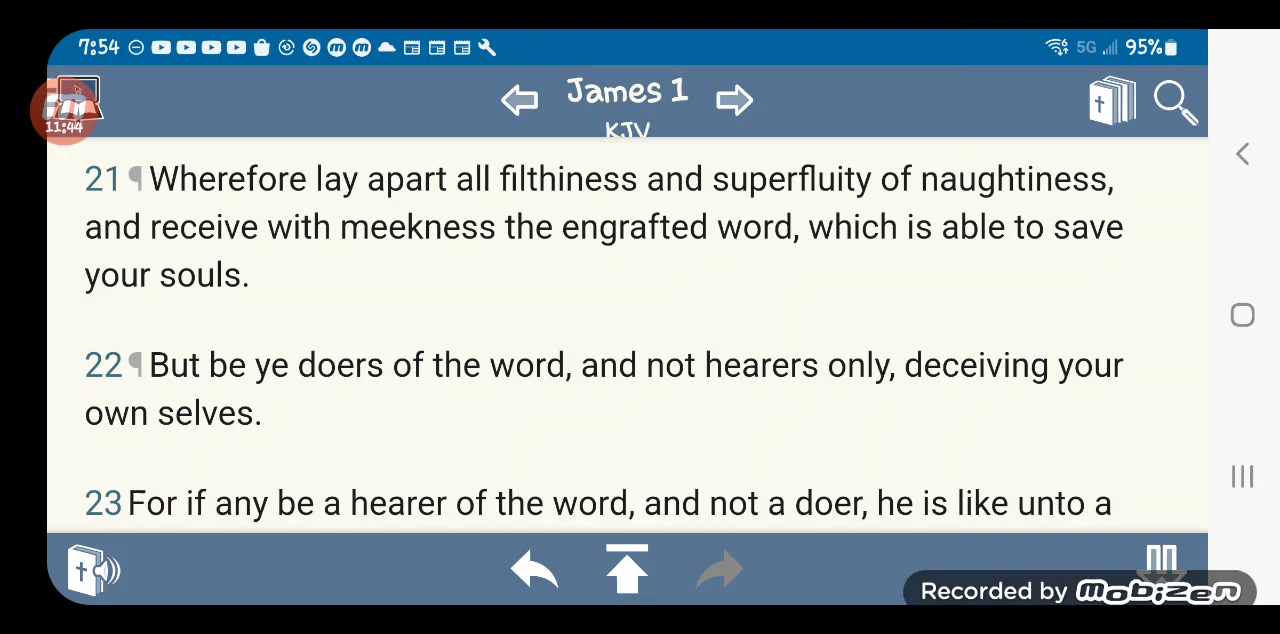 7:54 5G 95%
James 1
KJV
11:44
21 ¶ Wherefore lay apart all filthiness and superfluity of naughtiness,
and receive with meekness the engrafted word, which is able to save
your souls.
22 ¶ But be ye doers of the word, and not hearers only, deceiving your
own selves.
23 For if any be a hearer of the word, and not a doer, he is like unto a
Recorded by mobizen